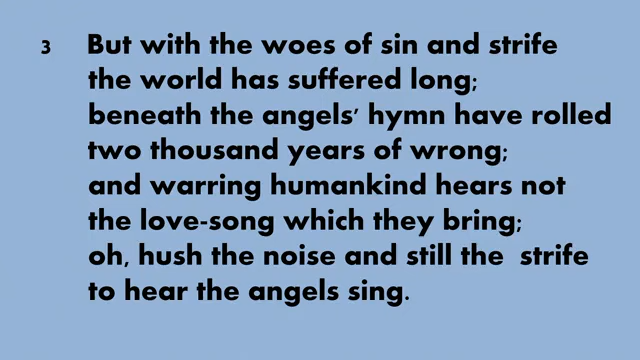 3 But with the woes of sin and strife
the world has suffered long;
beneath the angels' hymn have rolled
two thousand years of wrong;
and warring humankind hears not
the love-song which they bring;
oh, hush the noise and still the strife
to hear the angels sing.